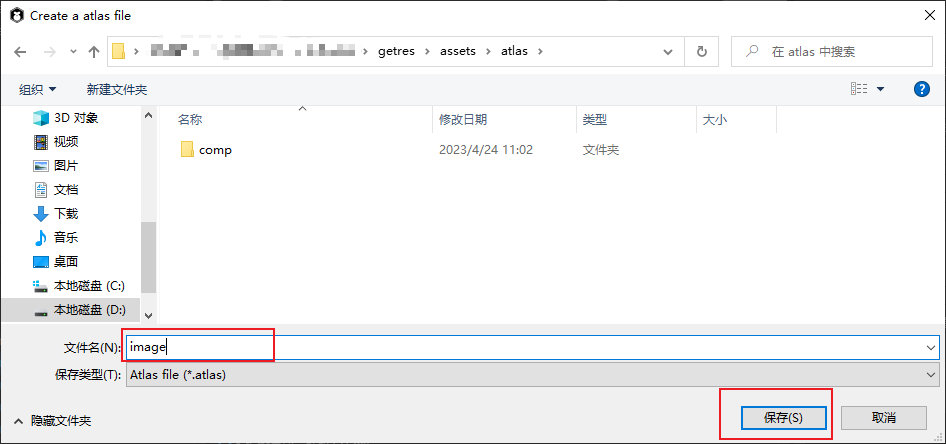 Create a atlas file
getres > assets > atlas >
在 atlas 中搜索
组织
新建文件夹
3D 对象
视频
图片
文档
下载
音乐
桌面
本地磁盘 (C:)
本地磁盘 (D:)
名称 修改日期 类型 大小
comp 2023/4/24 11:02 文件夹
文件名(N): image
保存类型(T): Atlas file (*.atlas)
隐藏文件夹
保存(S)
取消